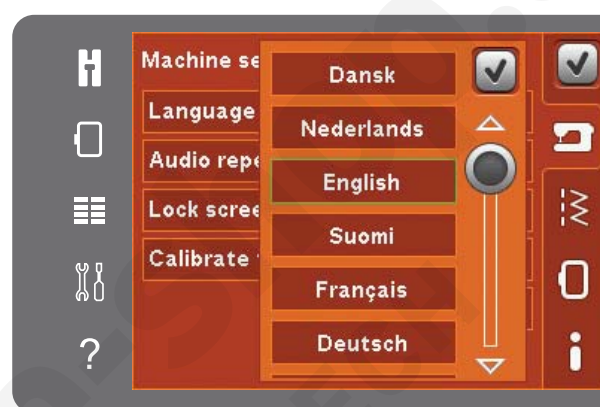 Machine se
Language
Audio repe
Lock scree
Calibrate
Dansk
Nederlands
English
Suomi
Français
Deutsch
?